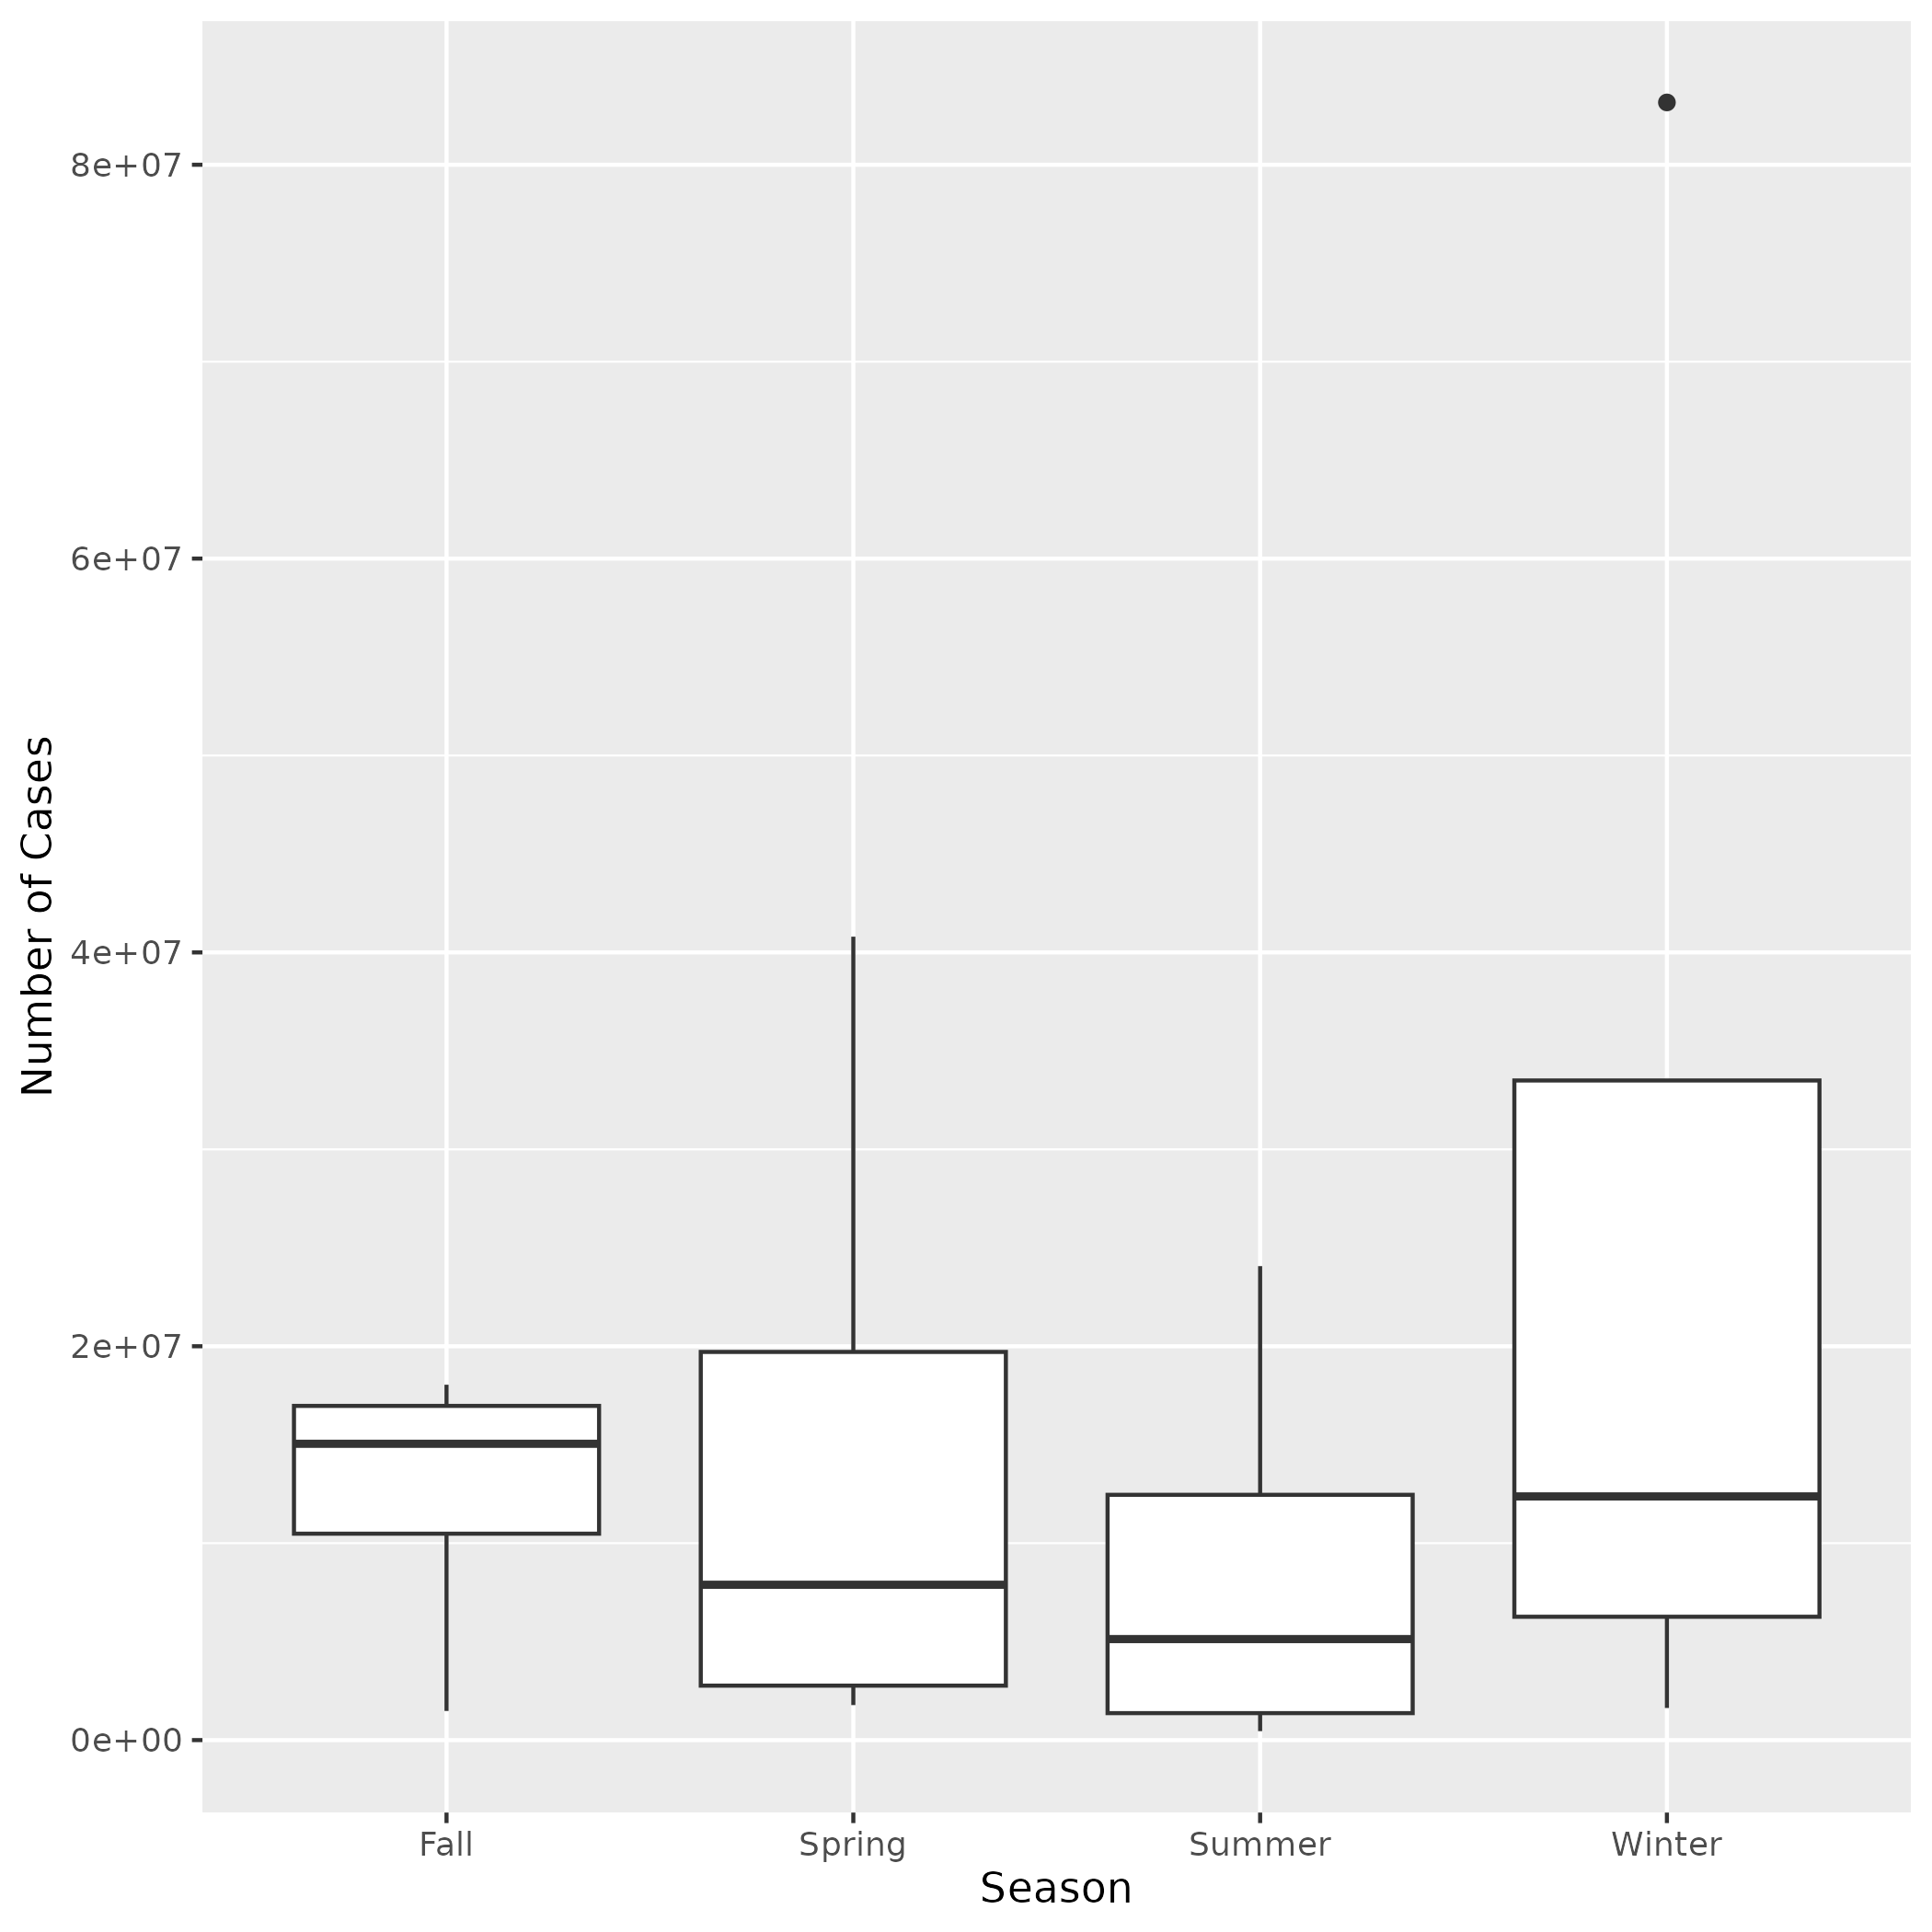 Number of Cases
8e+07
6e+07
4e+07
2e+07
0e+00
Fall Spring Summer Winter
Season